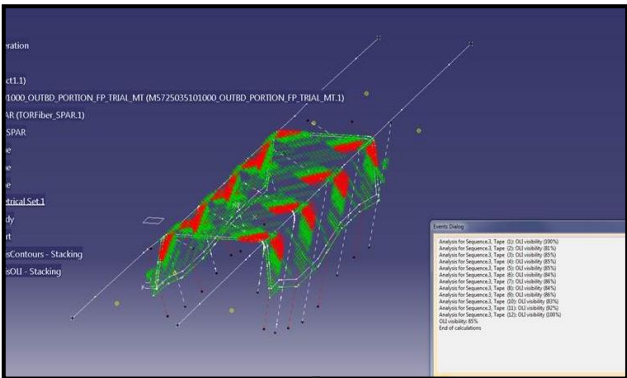 eration
ct1.1)
01000_OUTBD_PORTION_FP_TRIAL_MT (M5725035101000_OUTBD_PORTION_FP_TRIAL_MT.1)
AR (TORFiber_SPAR.1)
SPAR
e
e
e
etrical Set.1
dy
rt
sContours - Stacking
sOLI - Stacking
Events Dialog
Analysis for Sequence.3, Tape (1): OLI visibility (100%)
Analysis for Sequence.3, Tape (2): OLI visibility (81%)
Analysis for Sequence.3, Tape (3): OLI visibility (85%)
Analysis for Sequence.3, Tape (4): OLI visibility (85%)
Analysis for Sequence.3, Tape (5): OLI visibility (85%)
Analysis for Sequence.3, Tape (6): OLI visibility (84%)
Analysis for Sequence.3, Tape (7): OLI visibility (86%)
Analysis for Sequence.3, Tape (8): OLI visibility (84%)
Analysis for Sequence.3, Tape (9): OLI visibility (86%)
Analysis for Sequence.3, Tape (10): OLI visibility (83%)
Analysis for Sequence.3, Tape (11): OLI visibility (92%)
Analysis for Sequence.3, Tape (12): OLI visibility (100%)
OLI visibility: 85%
End of calculations